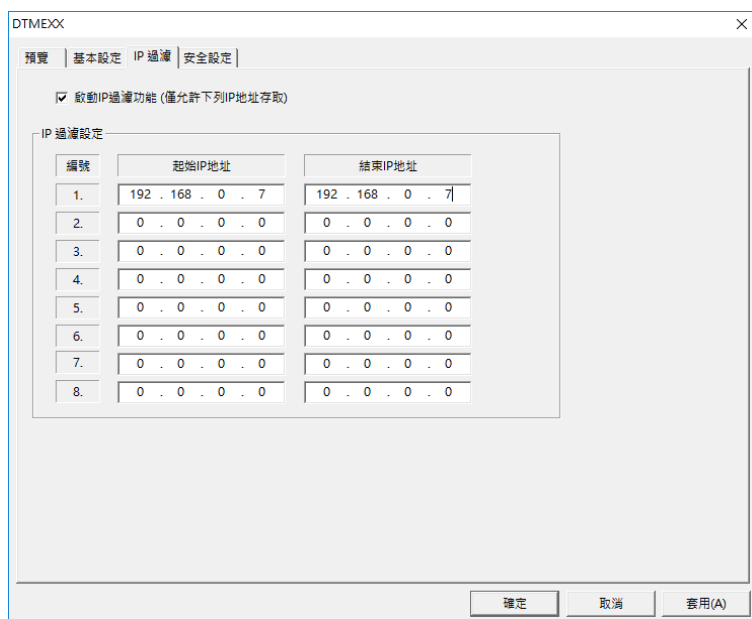 DTMEXX
預覽 基本設定 IP 過濾 安全設定
啟動IP過濾功能 (僅允許下列IP地址存取)
IP 過濾設定
編號 起始IP地址 結束IP地址
1. 192 . 168 . 0 . 7 192 . 168 . 0 . 7
2. 0 . 0 . 0 . 0 0 . 0 . 0 . 0
3. 0 . 0 . 0 . 0 0 . 0 . 0 . 0
4. 0 . 0 . 0 . 0 0 . 0 . 0 . 0
5. 0 . 0 . 0 . 0 0 . 0 . 0 . 0
6. 0 . 0 . 0 . 0 0 . 0 . 0 . 0
7. 0 . 0 . 0 . 0 0 . 0 . 0 . 0
8. 0 . 0 . 0 . 0 0 . 0 . 0 . 0
確定 取消 套用(A)